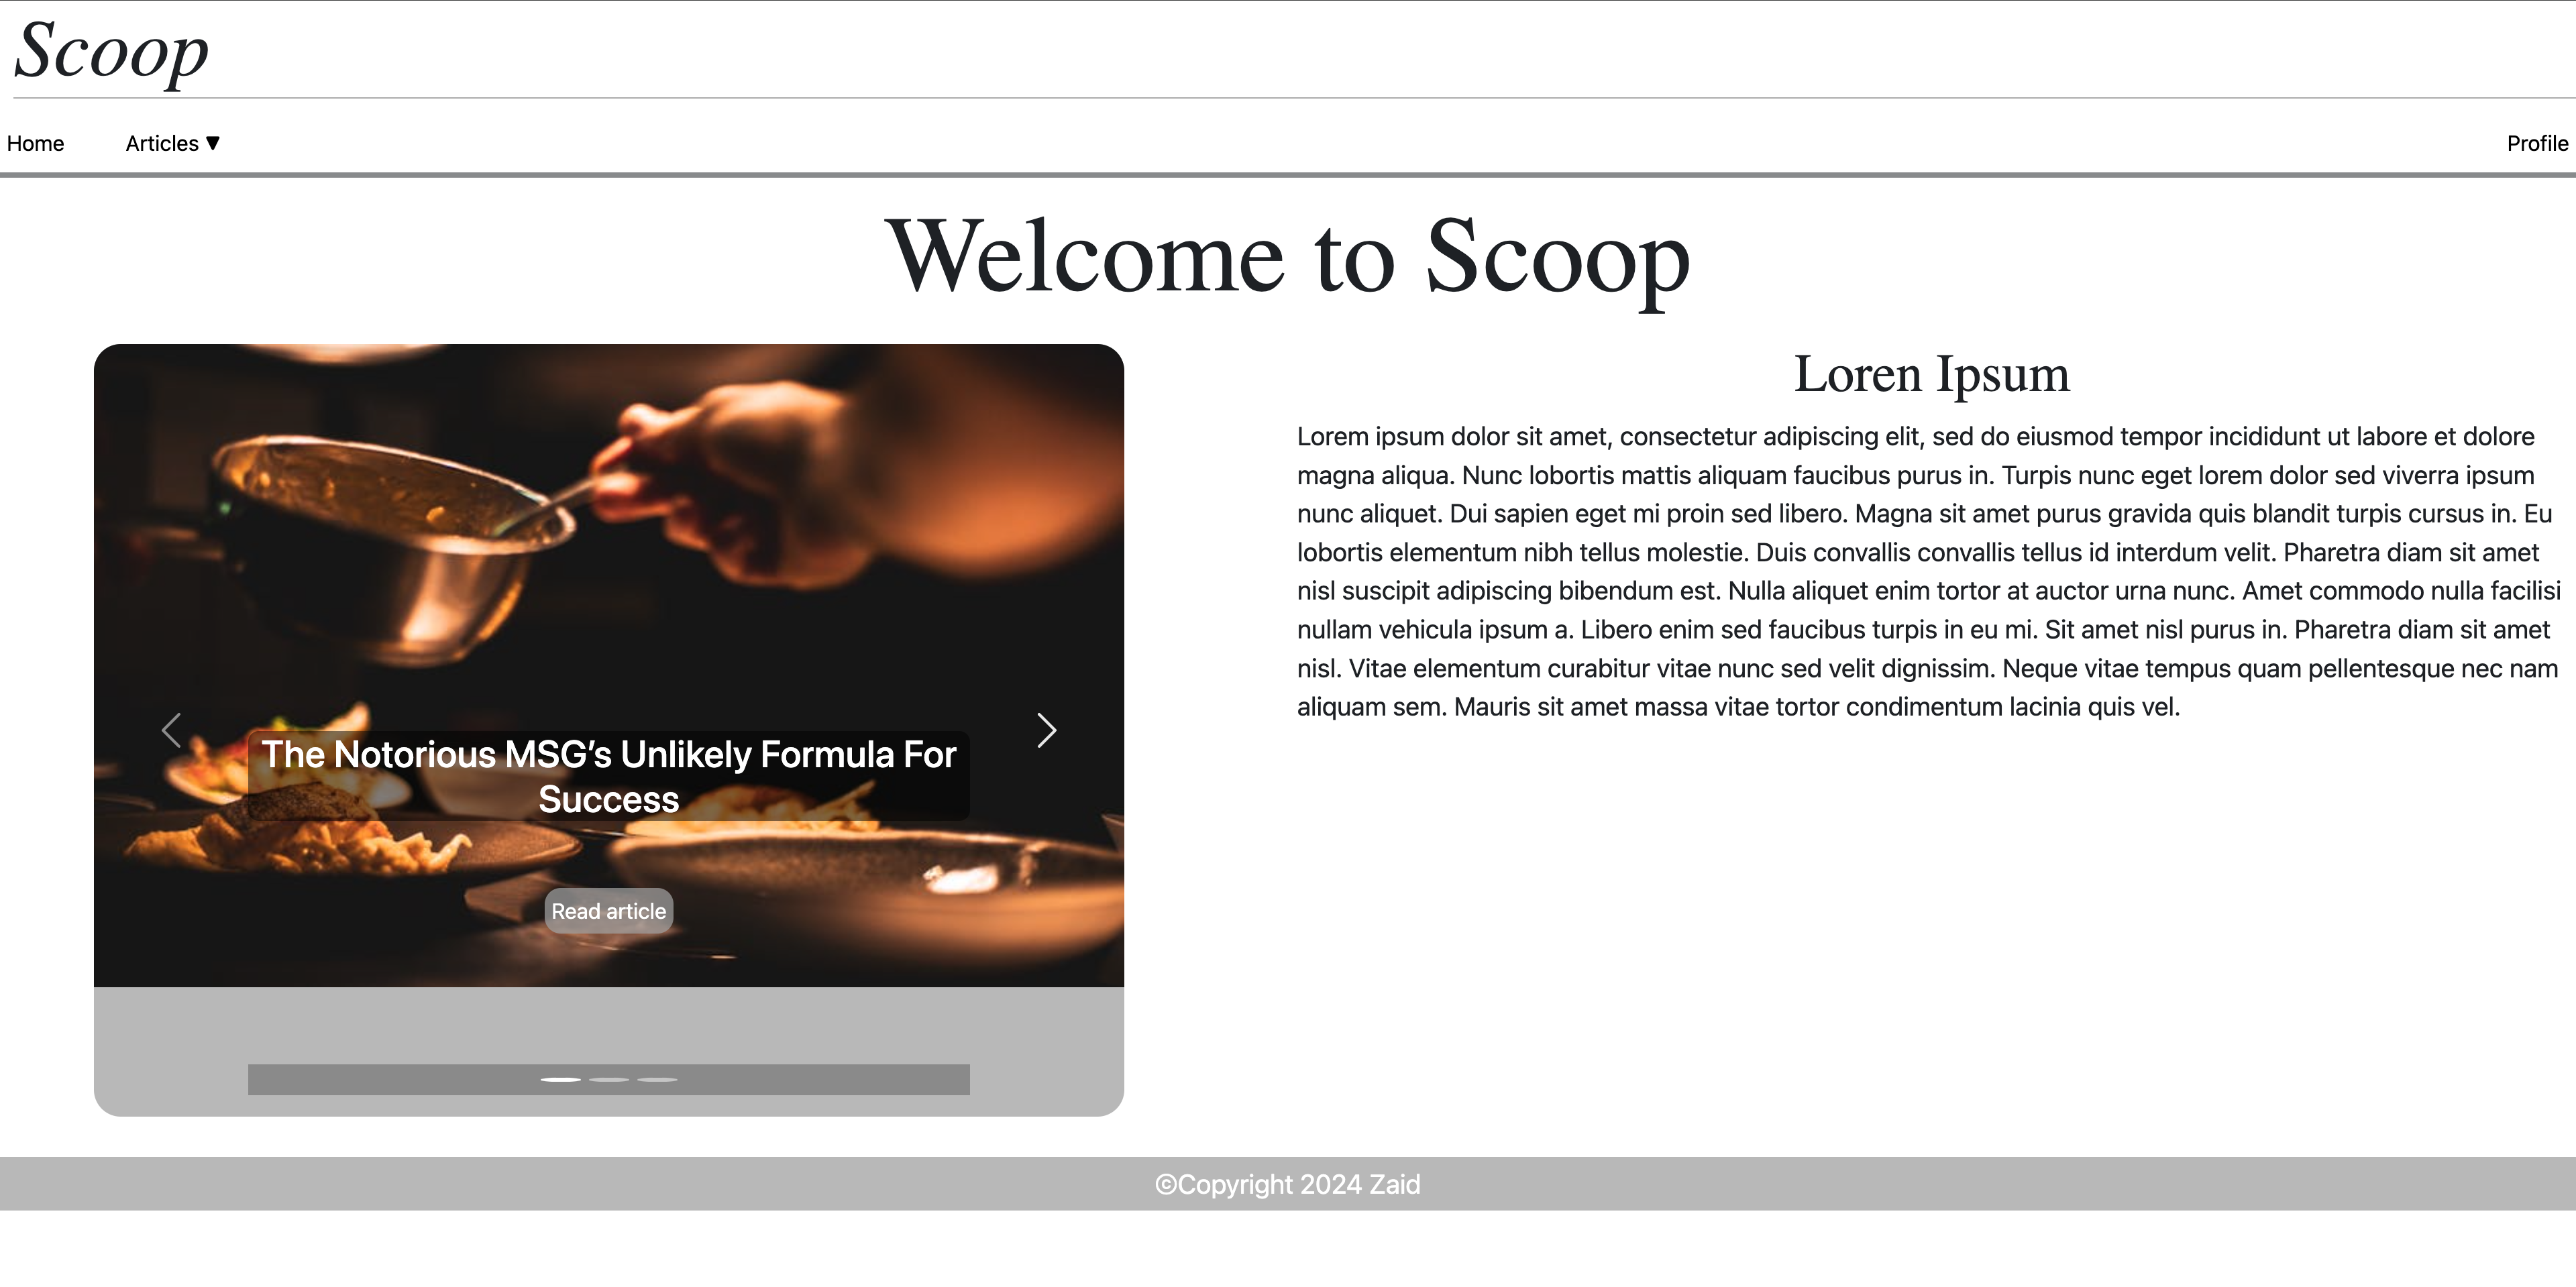 Scoop
Home
Articles ▼
Profile
Welcome to Scoop
The Notorious MSG’s Unlikely Formula For
Success
Read article
Loren Ipsum
Lorem ipsum dolor sit amet, consectetur adipiscing elit, sed do eiusmod tempor incididunt ut labore et dolore
magna aliqua. Nunc lobortis mattis aliquam faucibus purus in. Turpis nunc eget lorem dolor sed viverra ipsum
nunc aliquet. Dui sapien eget mi proin sed libero. Magna sit amet purus gravida quis blandit turpis cursus in. Eu
lobortis elementum nibh tellus molestie. Duis convallis convallis tellus id interdum velit. Pharetra diam sit amet
nisl suscipit adipiscing bibendum est. Nulla aliquet enim tortor at auctor urna nunc. Amet commodo nulla facilisi
nullam vehicula ipsum a. Libero enim sed faucibus turpis in eu mi. Sit amet nisl purus in. Pharetra diam sit amet
nisl. Vitae elementum curabitur vitae nunc sed velit dignissim. Neque vitae tempus quam pellentesque nec nam
aliquam sem. Mauris sit amet massa vitae tortor condimentum lacinia quis vel.
©Copyright 2024 Zaid